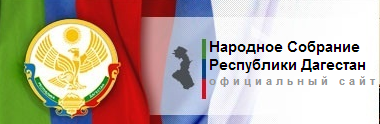 Народное Собрание
Республики Дагестан
официальный сайт